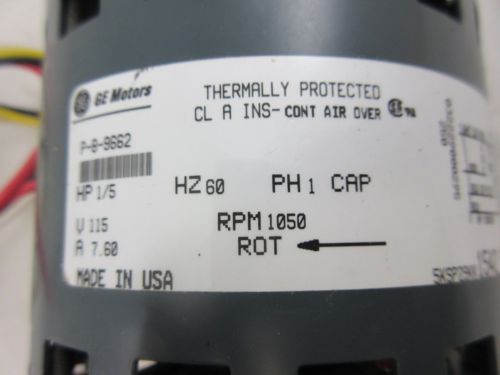 GE Motors
THERMALLY PROTECTED
CL A INS-CONT AIR OVER
P-8-9662
HP 1/5 HZ 60 PH 1 CAP
V 115 RPM 1050
A 7.60 ROT
MADE IN USA